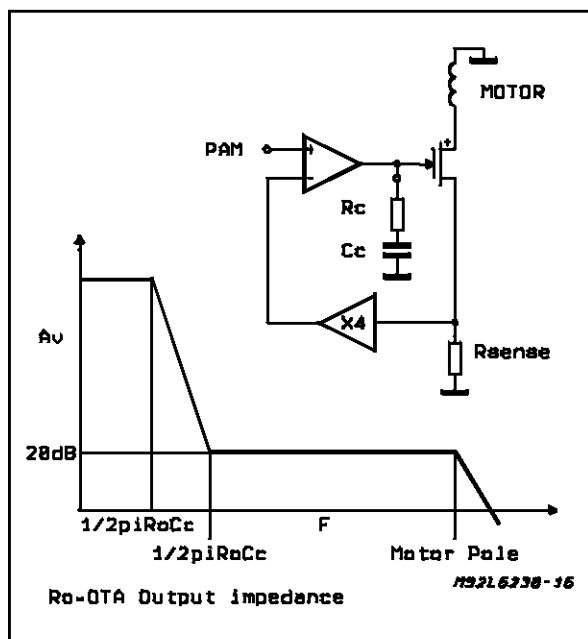 MOTOR
PAM
Rc
Cc
X4
Rsense
Av
20dB
1/2piRoCc
F
1/2piRoCc
Motor Pole
M92L6238-16
Ro-OTA Output impedance